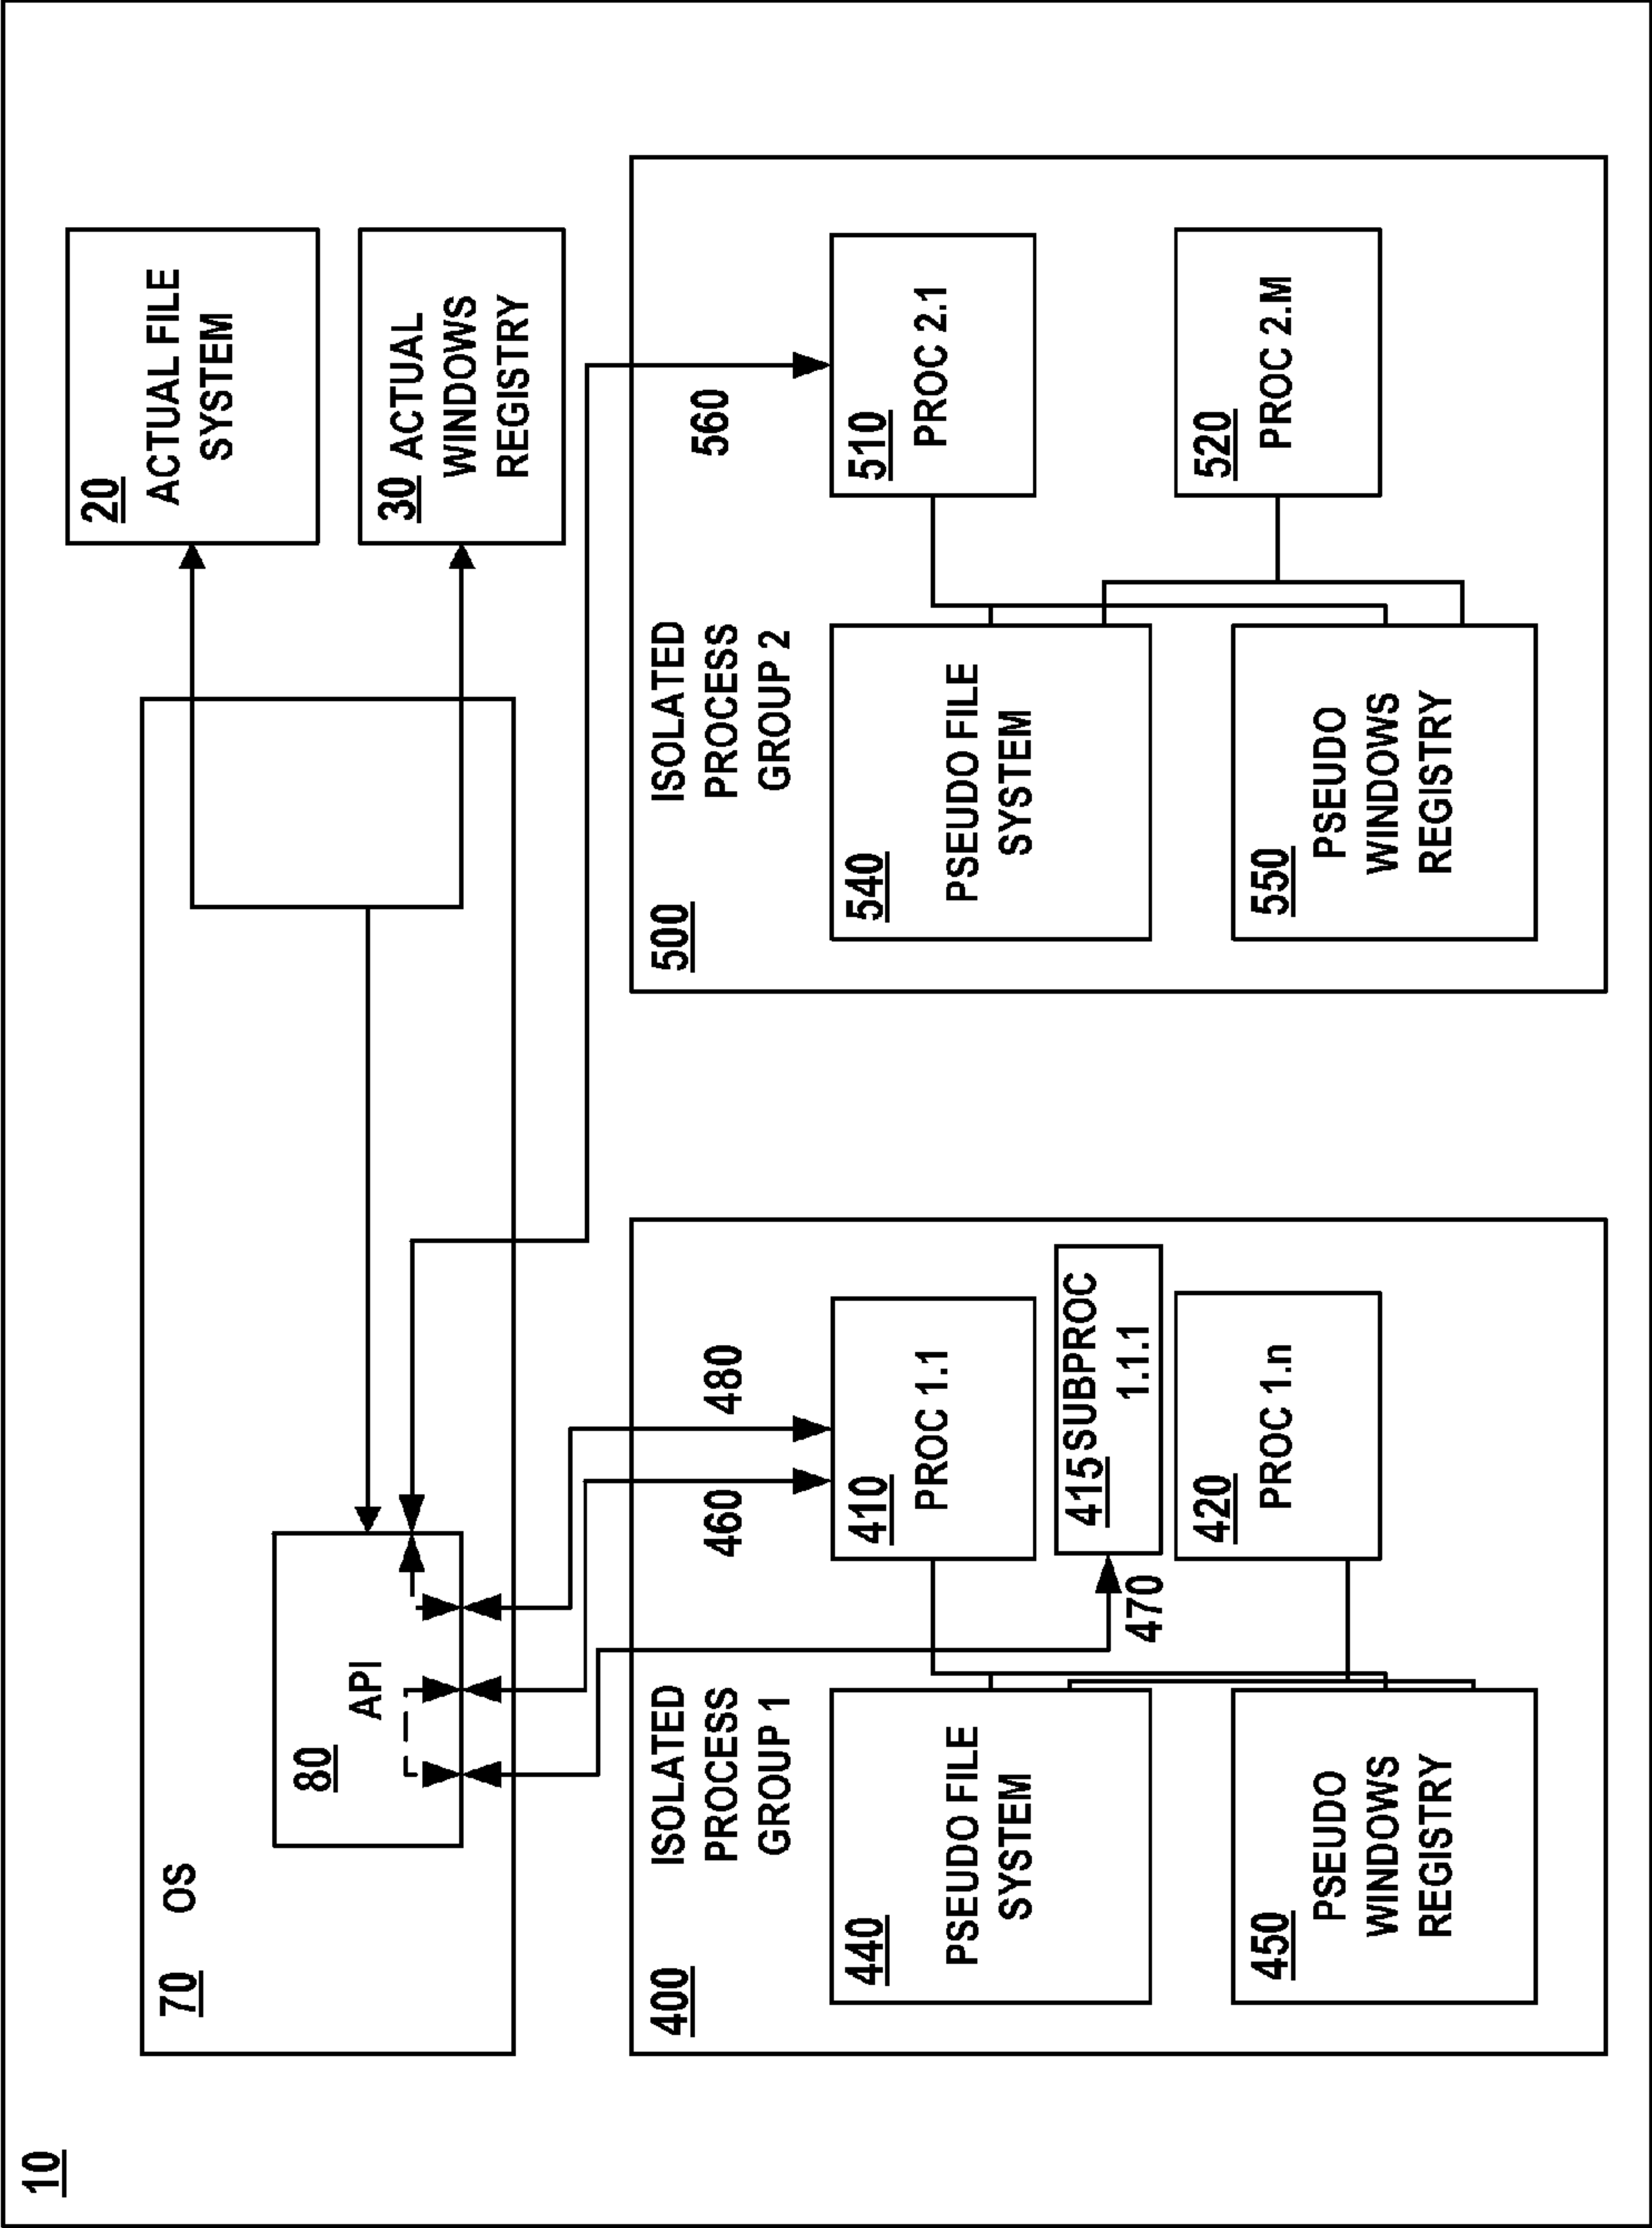 10
70 OS
80
API
20
ACTUAL FILE
SYSTEM
30 ACTUAL
WINDOWS
REGISTRY
400
ISOLATED
PROCESS
GROUP 1
460
480
470
410
PROC 1.1
415 SUBPROC
1.1.1
420
PROC 1.n
440
PSEUDO FILE
SYSTEM
450
PSEUDO
WINDOWS
REGISTRY
500
ISOLATED
PROCESS
GROUP 2
560
510
PROC 2.1
520
PROC 2.M
540
PSEUDO FILE
SYSTEM
550
PSEUDO
WINDOWS
REGISTRY